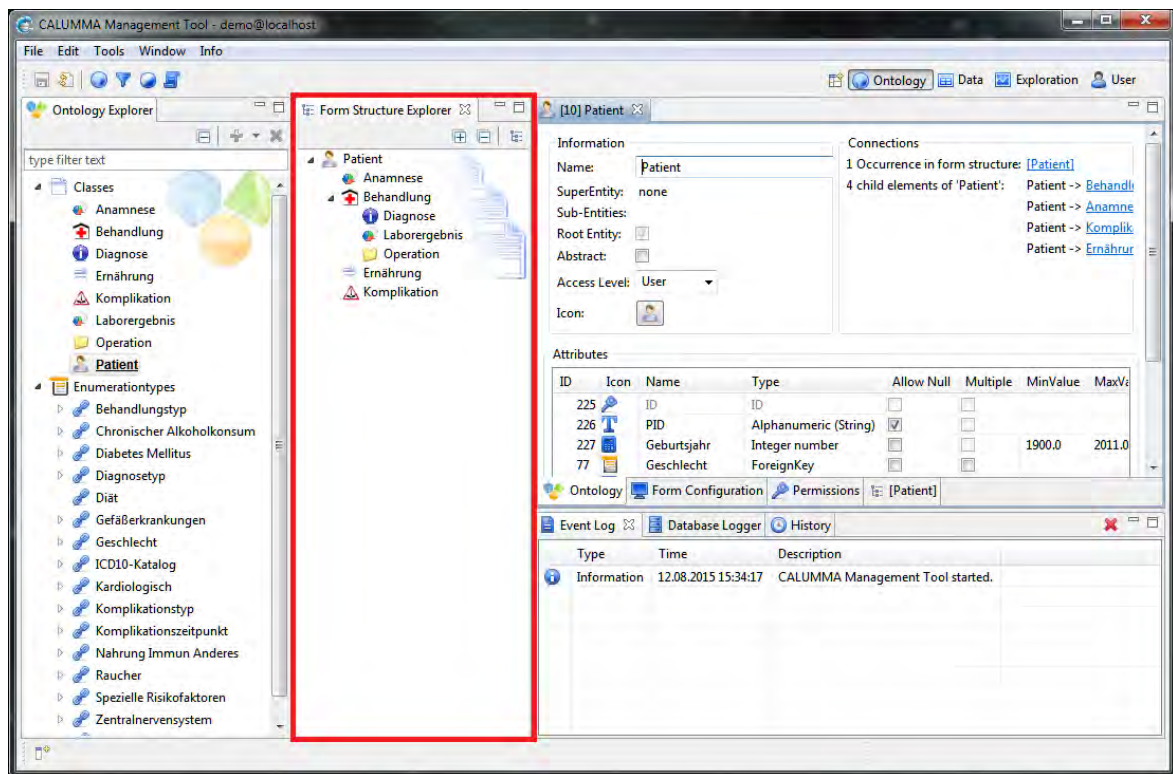 CALUMMA Management Tool - demo@localhost
File Edit Tools Window Info
Ontology Data Exploration User
Ontology Explorer
type filter text
Classes
Anamnese
Behandlung
Diagnose
Ernährung
Komplikation
Laborergebnis
Operation
Patient
Enumerationtypes
Behandlungstyp
Chronischer Alkoholkonsum
Diabetes Mellitus
Diagnosetyp
Diät
Gefäßerkrankungen
Geschlecht
ICD10-Katalog
Kardiologisch
Komplikationstyp
Komplikationszeitpunkt
Nahrung Immun Anderes
Raucher
Spezielle Risikofaktoren
Zentralnervensystem
Form Structure Explorer
Patient
Anamnese
Behandlung
Diagnose
Laborergebnis
Operation
Ernährung
Komplikation
[10] Patient
Information
Name: Patient
SuperEntity: none
Sub-Entities:
Root Entity:
Abstract:
Access Level: User
Icon:
Connections
1 Occurrence in form structure: [Patient]
4 child elements of 'Patient': Patient -> Behandl
Patient -> Anamne
Patient -> Komplik
Patient -> Ernährur
Attributes
ID Icon Name Type Allow Null Multiple MinValue MaxVa
225 ID ID
226 PID Alphanumeric (String)
227 Geburtsjahr Integer number 1900.0 2011.0
77 Geschlecht ForeignKey
Ontology Form Configuration Permissions [Patient]
Event Log Database Logger History
Type Time Description
Information 12.08.2015 15:34:17 CALUMMA Management Tool started.